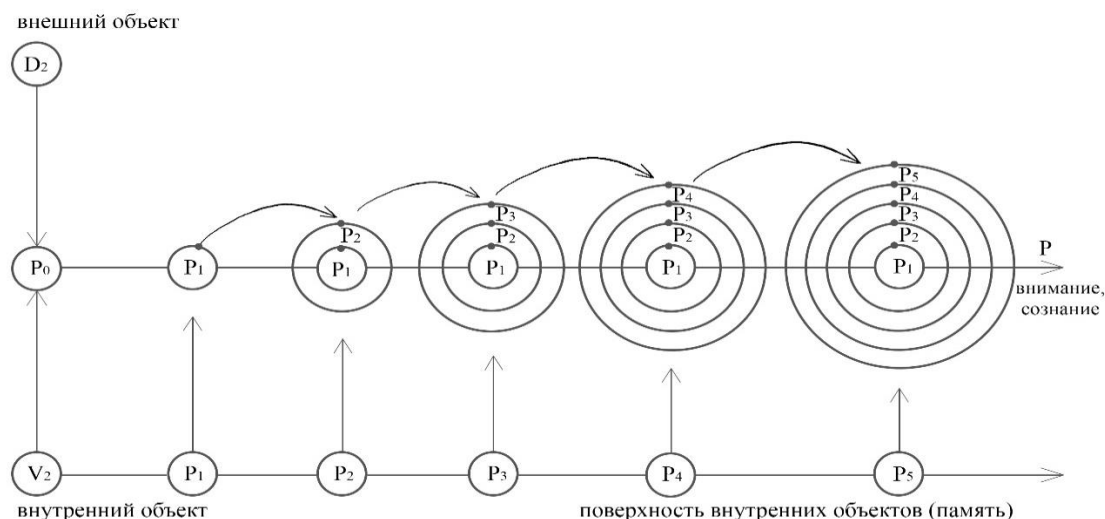 внешний объект
D₂
P₅
P₄
P₄
P₃
P₃
P₃
P₂
P₂
P₂
P₂
P₀
P₁
P₁
P₁
P₁
P₁
P
внимание,
сознание
V₂
P₁
P₂
P₃
P₄
P₅
внутренний объект
поверхность внутренних объектов (память)